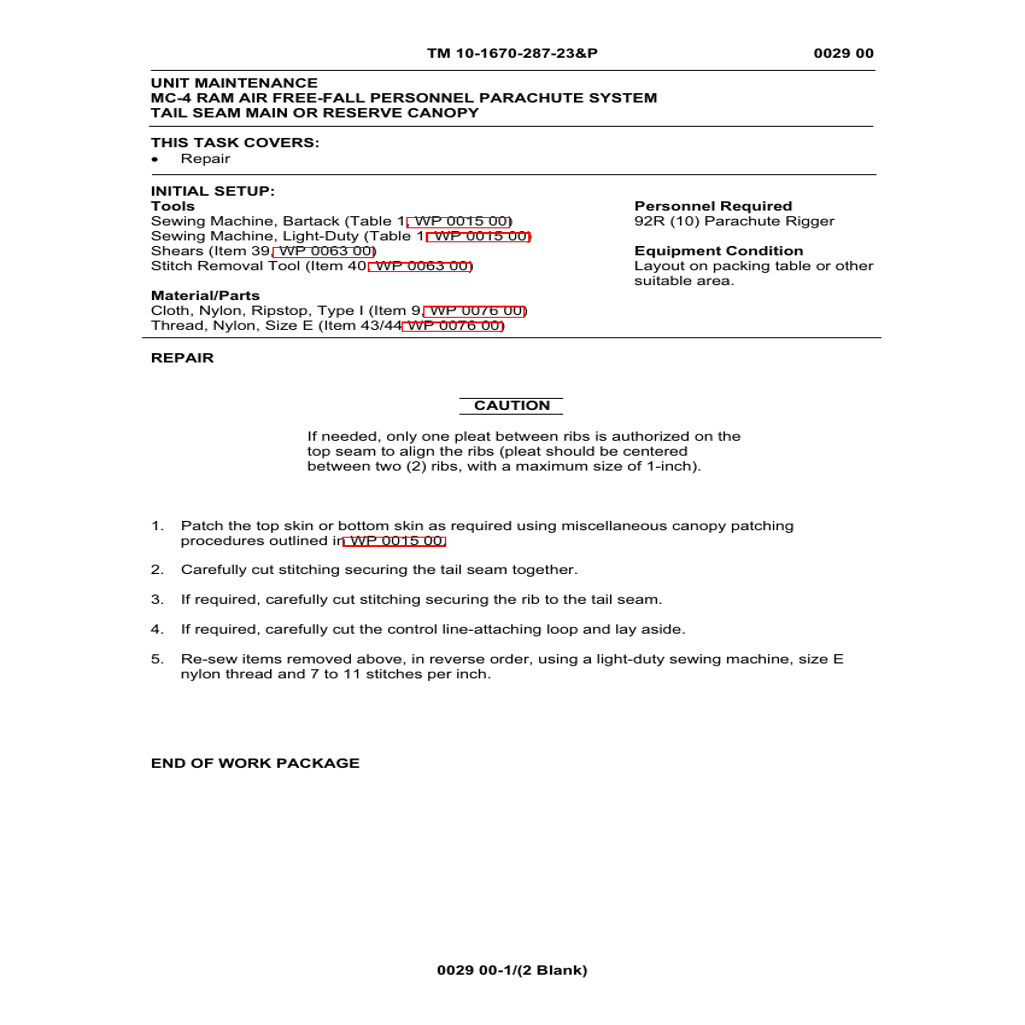 TM 10-1670-287-23&P 0029 00
UNIT MAINTENANCE
MC-4 RAM AIR FREE-FALL PERSONNEL PARACHUTE SYSTEM
TAIL SEAM MAIN OR RESERVE CANOPY
THIS TASK COVERS:
• Repair
INITIAL SETUP:
Tools
Sewing Machine, Bartack (Table 1, WP 0015 00)
Sewing Machine, Light-Duty (Table 1, WP 0015 00)
Shears (Item 39, WP 0063 00)
Stitch Removal Tool (Item 40, WP 0063 00)
Material/Parts
Cloth, Nylon, Ripstop, Type I (Item 9, WP 0076 00)
Thread, Nylon, Size E (Item 43/44, WP 0076 00)
Personnel Required
92R (10) Parachute Rigger
Equipment Condition
Layout on packing table or other
suitable area.
REPAIR
CAUTION
If needed, only one pleat between ribs is authorized on the
top seam to align the ribs (pleat should be centered
between two (2) ribs, with a maximum size of 1-inch).
1. Patch the top skin or bottom skin as required using miscellaneous canopy patching
procedures outlined in WP 0015 00.
2. Carefully cut stitching securing the tail seam together.
3. If required, carefully cut stitching securing the rib to the tail seam.
4. If required, carefully cut the control line-attaching loop and lay aside.
5. Re-sew items removed above, in reverse order, using a light-duty sewing machine, size E
nylon thread and 7 to 11 stitches per inch.
END OF WORK PACKAGE
0029 00-1/(2 Blank)